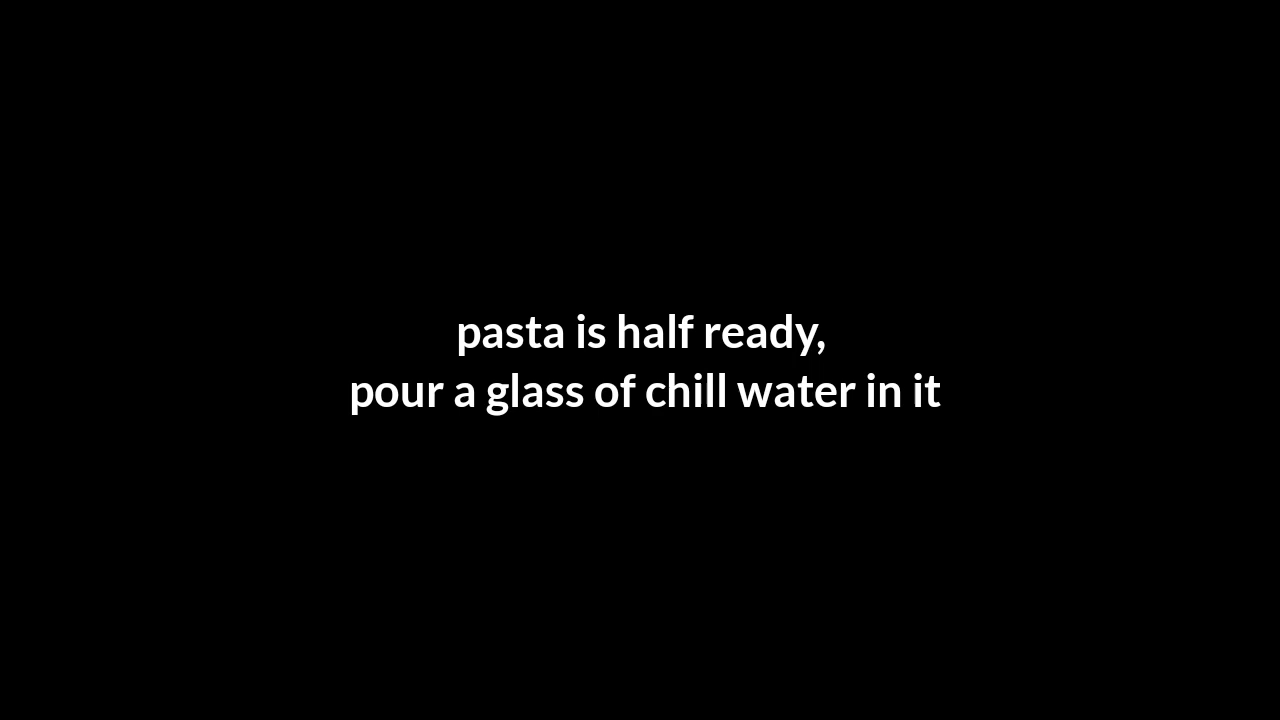 pasta is half ready,
pour a glass of chill water in it